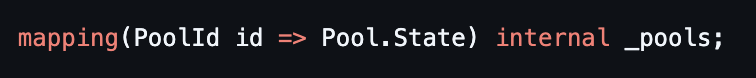 mapping(PoolId id => Pool.State) internal _pools;